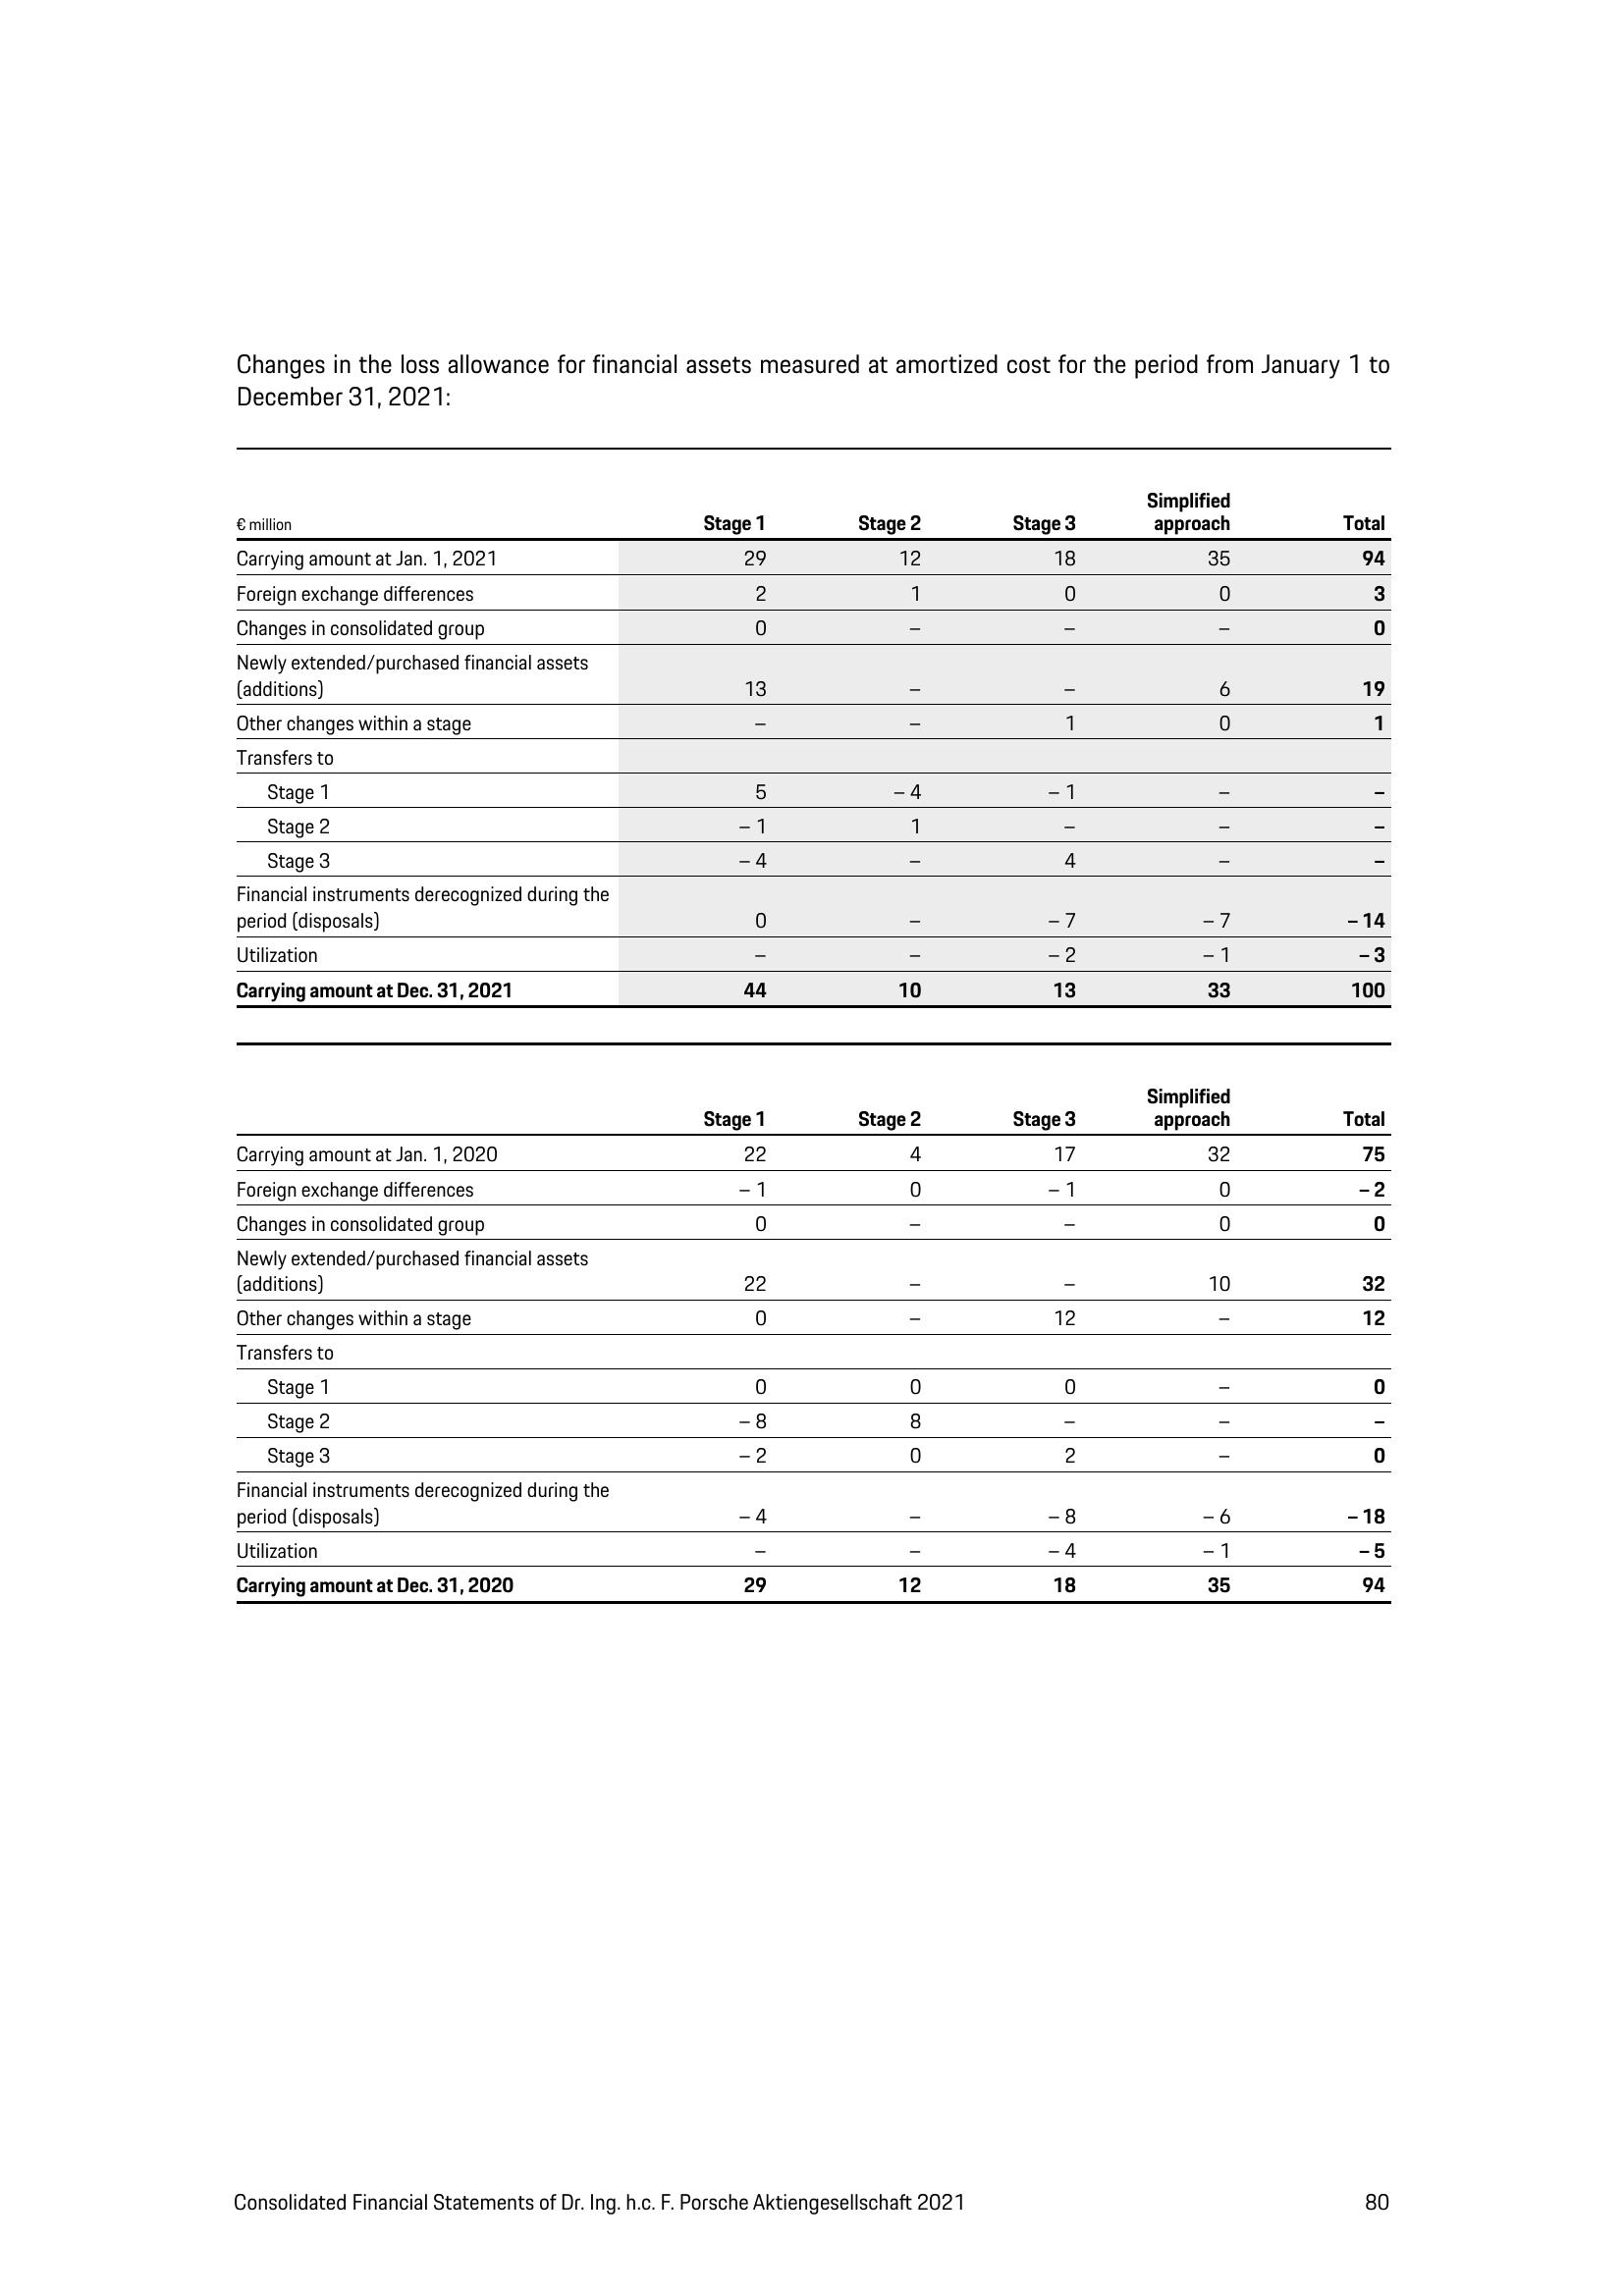 Changes in the loss allowance for financial assets measured at amortized cost for the period from January 1 to
December 31, 2021:
Simplified
€ million Stage 1 Stage 2 Stage 3 approach Total
Carrying amount at Jan. 1, 2021 29 12 18 35 94
Foreign exchange differences 2 1 0 0 3
Changes in consolidated group 0 – – – 0
Newly extended/purchased financial assets
(additions) 13 – – 6 19
Other changes within a stage – – 1 0 1
Transfers to
Stage 1 5 – 4 – 1 – –
Stage 2 – 1 1 – – –
Stage 3 – 4 – 4 – –
Financial instruments derecognized during the
period (disposals) 0 – – 7 – 7 – 14
Utilization – – – 2 – 1 – 3
Carrying amount at Dec. 31, 2021 44 10 13 33 100
Simplified
Stage 1 Stage 2 Stage 3 approach Total
Carrying amount at Jan. 1, 2020 22 4 17 32 75
Foreign exchange differences – 1 0 – 1 0 – 2
Changes in consolidated group 0 – – 0 0
Newly extended/purchased financial assets
(additions) 22 – – 10 32
Other changes within a stage 0 – 12 – 12
Transfers to
Stage 1 0 0 0 – 0
Stage 2 – 8 8 – – –
Stage 3 – 2 0 2 – 0
Financial instruments derecognized during the
period (disposals) – 4 – – 8 – 6 – 18
Utilization – – – 4 – 1 – 5
Carrying amount at Dec. 31, 2020 29 12 18 35 94
Consolidated Financial Statements of Dr. Ing. h.c. F. Porsche Aktiengesellschaft 2021 80